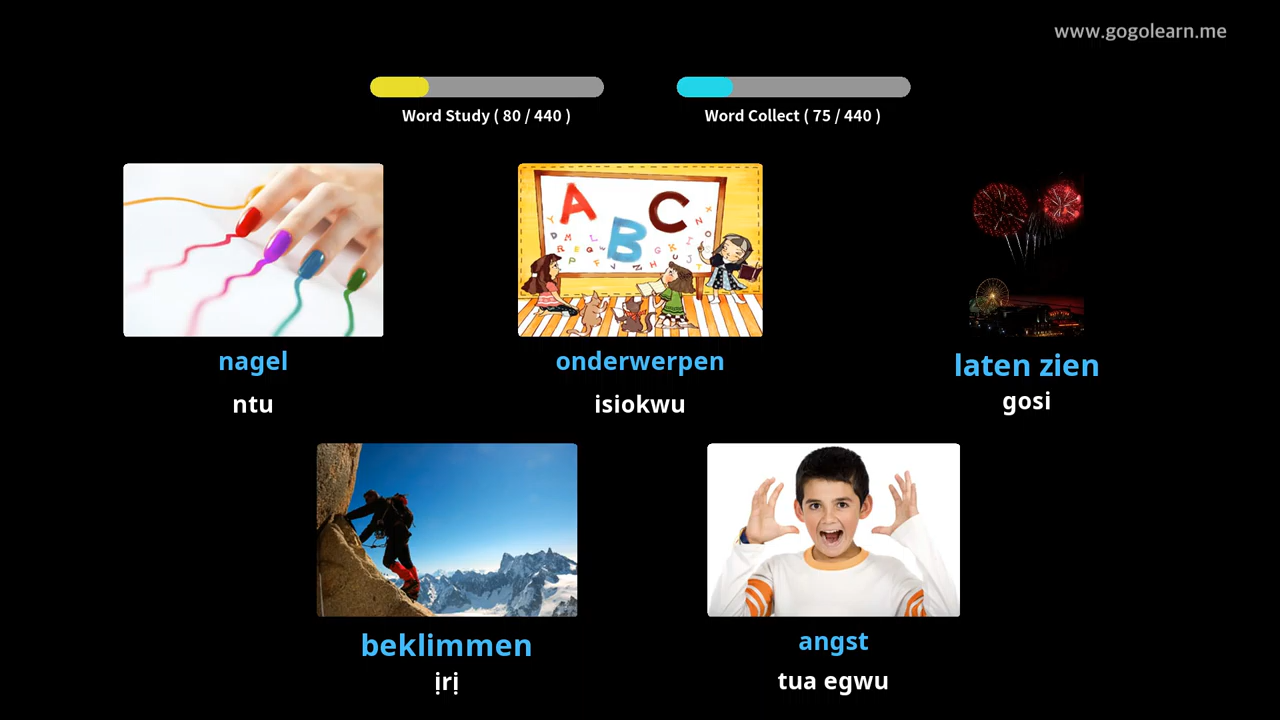 www.gogolearn.me
Word Study ( 80 / 440 )
Word Collect ( 75 / 440 )
A B C
nagel
ntu
onderwerpen
isiokwu
laten zien
gosi
beklimmen
ịrị
angst
tua egwu